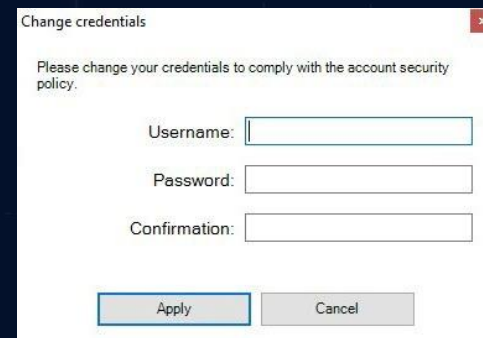 Change credentials
Please change your credentials to comply with the account security
policy.
Username:
Password:
Confirmation:
Apply
Cancel